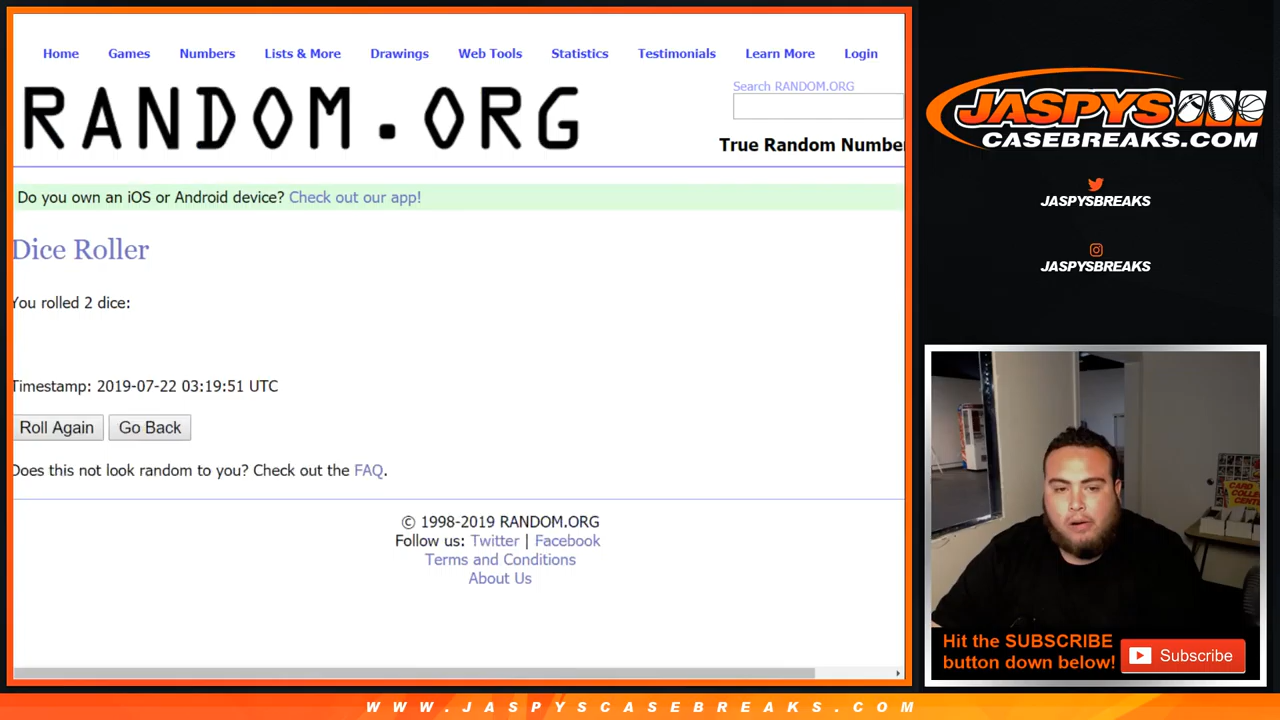 Home Games Numbers Lists & More Drawings Web Tools Statistics Testimonials Learn More Login
RANDOM.ORG
Search RANDOM.ORG
True Random Number
Do you own an iOS or Android device? Check out our app!
Dice Roller
You rolled 2 dice:
Timestamp: 2019-07-22 03:19:51 UTC
Roll Again Go Back
Does this not look random to you? Check out the FAQ.
© 1998-2019 RANDOM.ORG
Follow us: Twitter | Facebook
Terms and Conditions
About Us
JASPYS
CASEBREAKS.COM
JASPYSBREAKS
JASPYSBREAKS
CARD
Hit the SUBSCRIBE
button down below!
Subscribe
WWW.JASPYSCASEBREAKS.COM